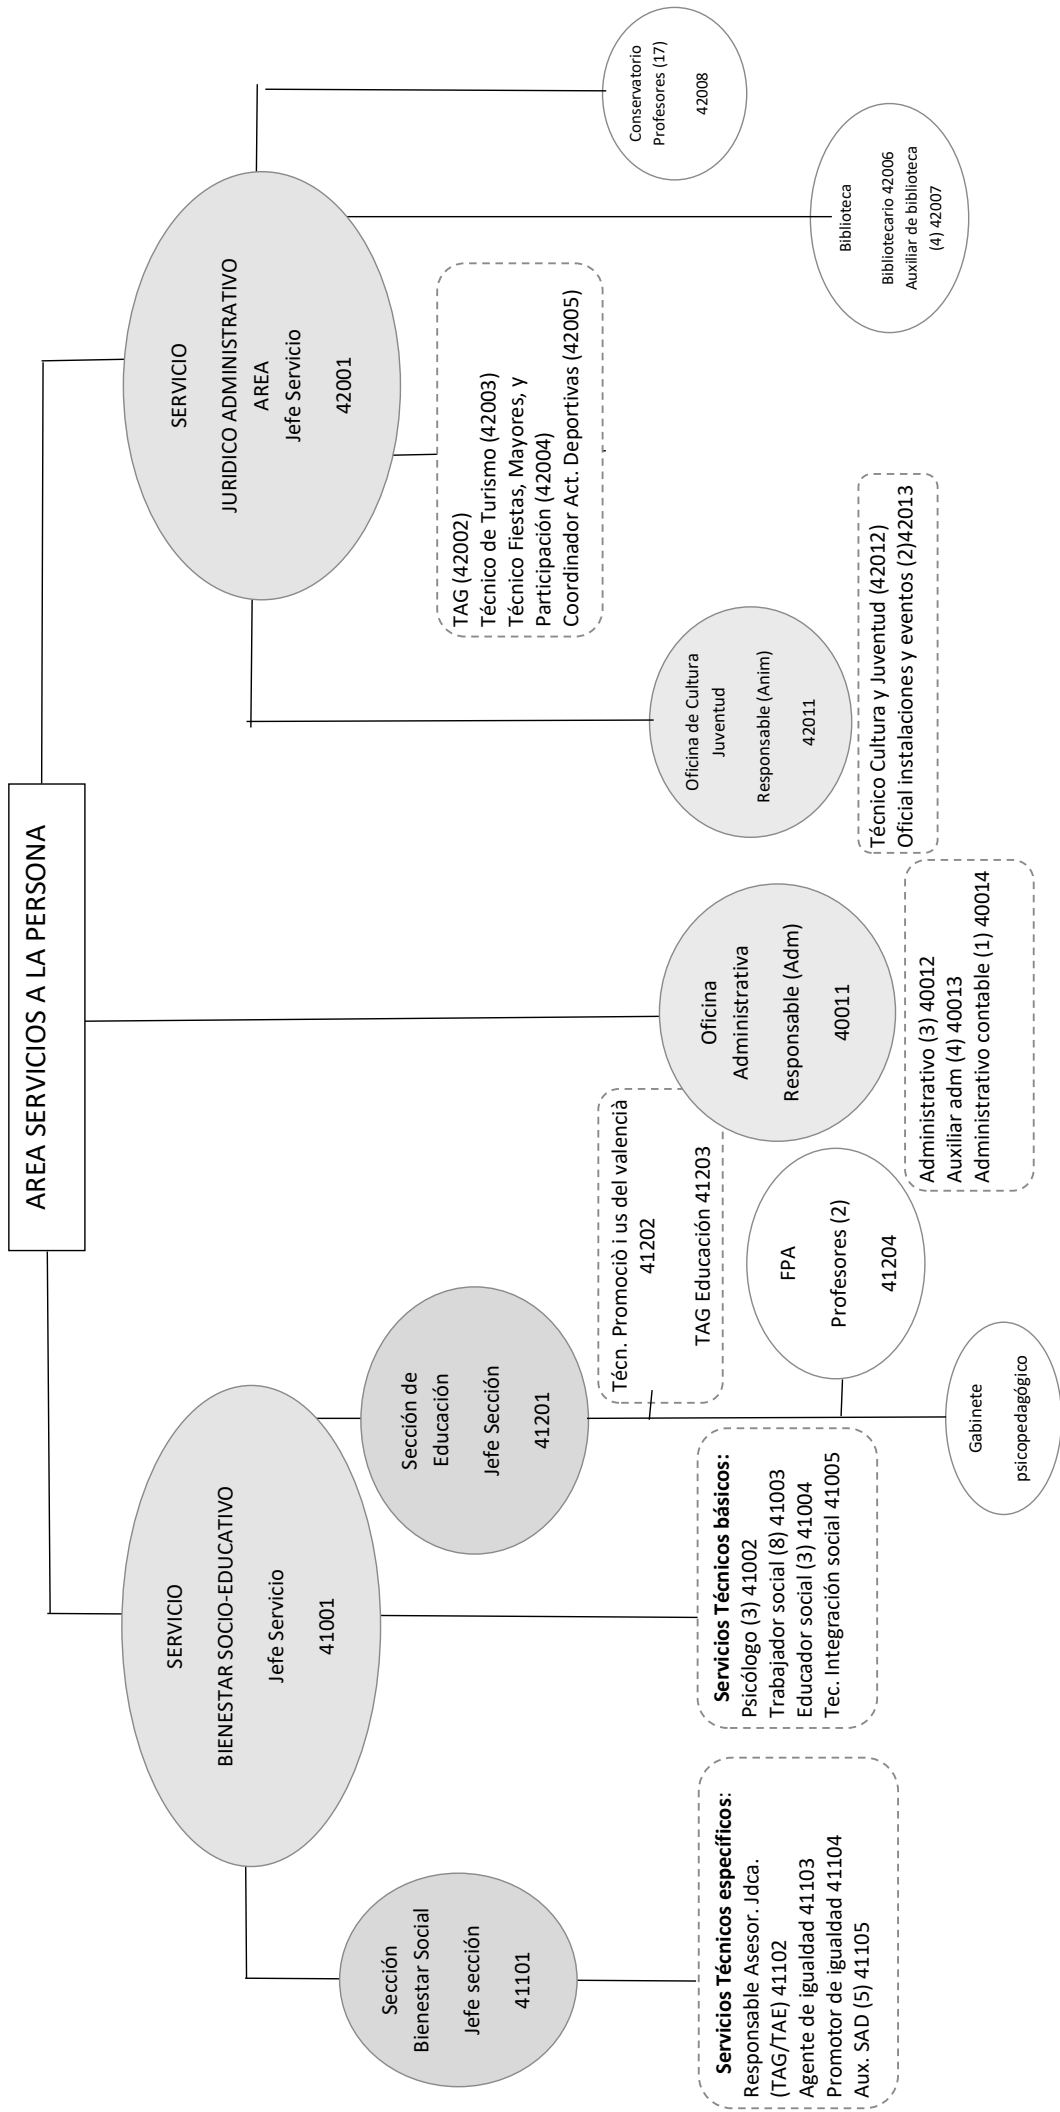 AREA SERVICIOS A LA PERSONA
SERVICIO
BIENESTAR SOCIO-EDUCATIVO
Jefe Servicio
41001
Sección
Bienestar Social
Jefe sección
41101
Servicios Técnicos específicos:
Responsable Asesor. Jdca.
(TAG/TAE) 41102
Agente de igualdad 41103
Promotor de igualdad 41104
Aux. SAD (5) 41105
Servicios Técnicos básicos:
Psicólogo (3) 41002
Trabajador social (8) 41003
Educador social (3) 41004
Tec. Integración social 41005
Sección de
Educación
Jefe Sección
41201
Técn. Promociò i us del valencià
41202
TAG Educación 41203
FPA
Profesores (2)
41204
Gabinete
psicopedagógico
Oficina
Administrativa
Responsable (Adm)
40011
Administrativo (3) 40012
Auxiliar adm (4) 40013
Administrativo contable (1) 40014
SERVICIO
JURIDICO ADMINISTRATIVO
AREA
Jefe Servicio
42001
Oficina de Cultura
Juventud
Responsable (Anim)
42011
Técnico Cultura y Juventud (42012)
Oficial instalaciones y eventos (2)42013
TAG (42002)
Técnico de Turismo (42003)
Técnico Fiestas, Mayores, y
Participación (42004)
Coordinador Act. Deportivas (42005)
Biblioteca
Bibliotecario 42006
Auxiliar de biblioteca
(4) 42007
Conservatorio
Profesores (17)
42008